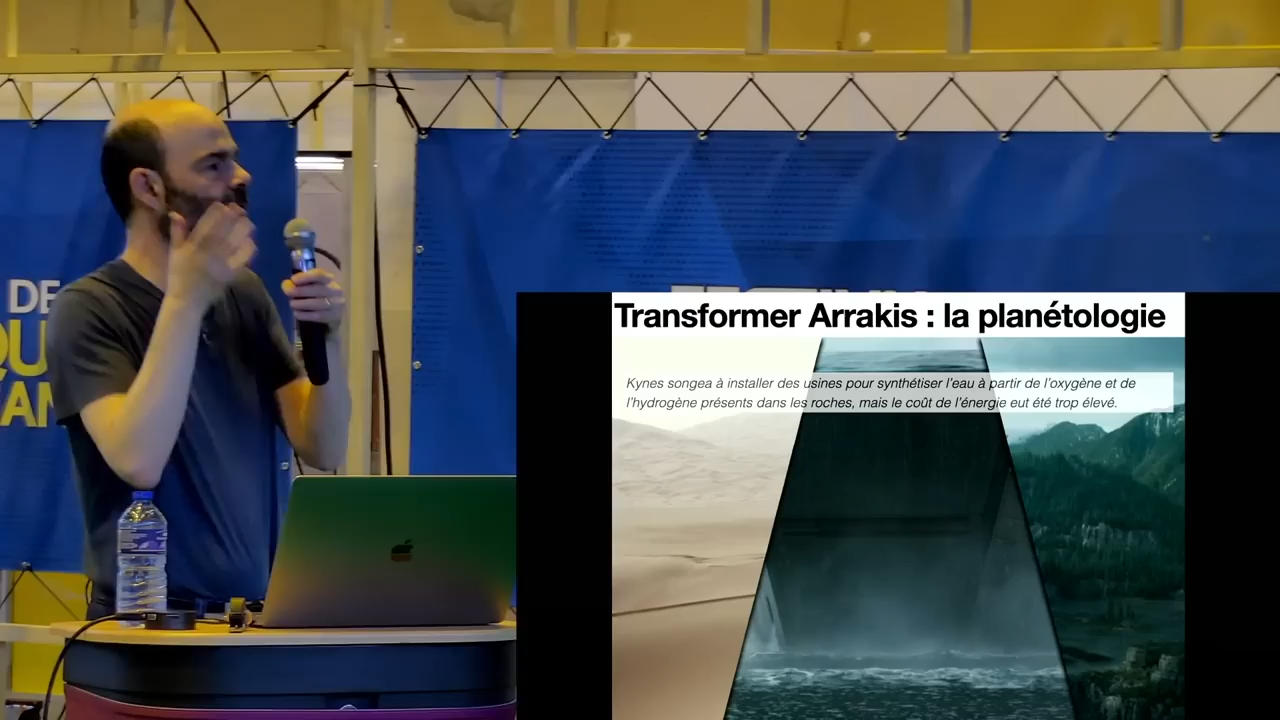 DE
Transformer Arrakis : la planétologie
Kynes songea à installer des usines pour synthétiser l'eau à partir de l'oxygène et de
l'hydrogène présents dans les roches, mais le coût de l'énergie eut été trop élevé.